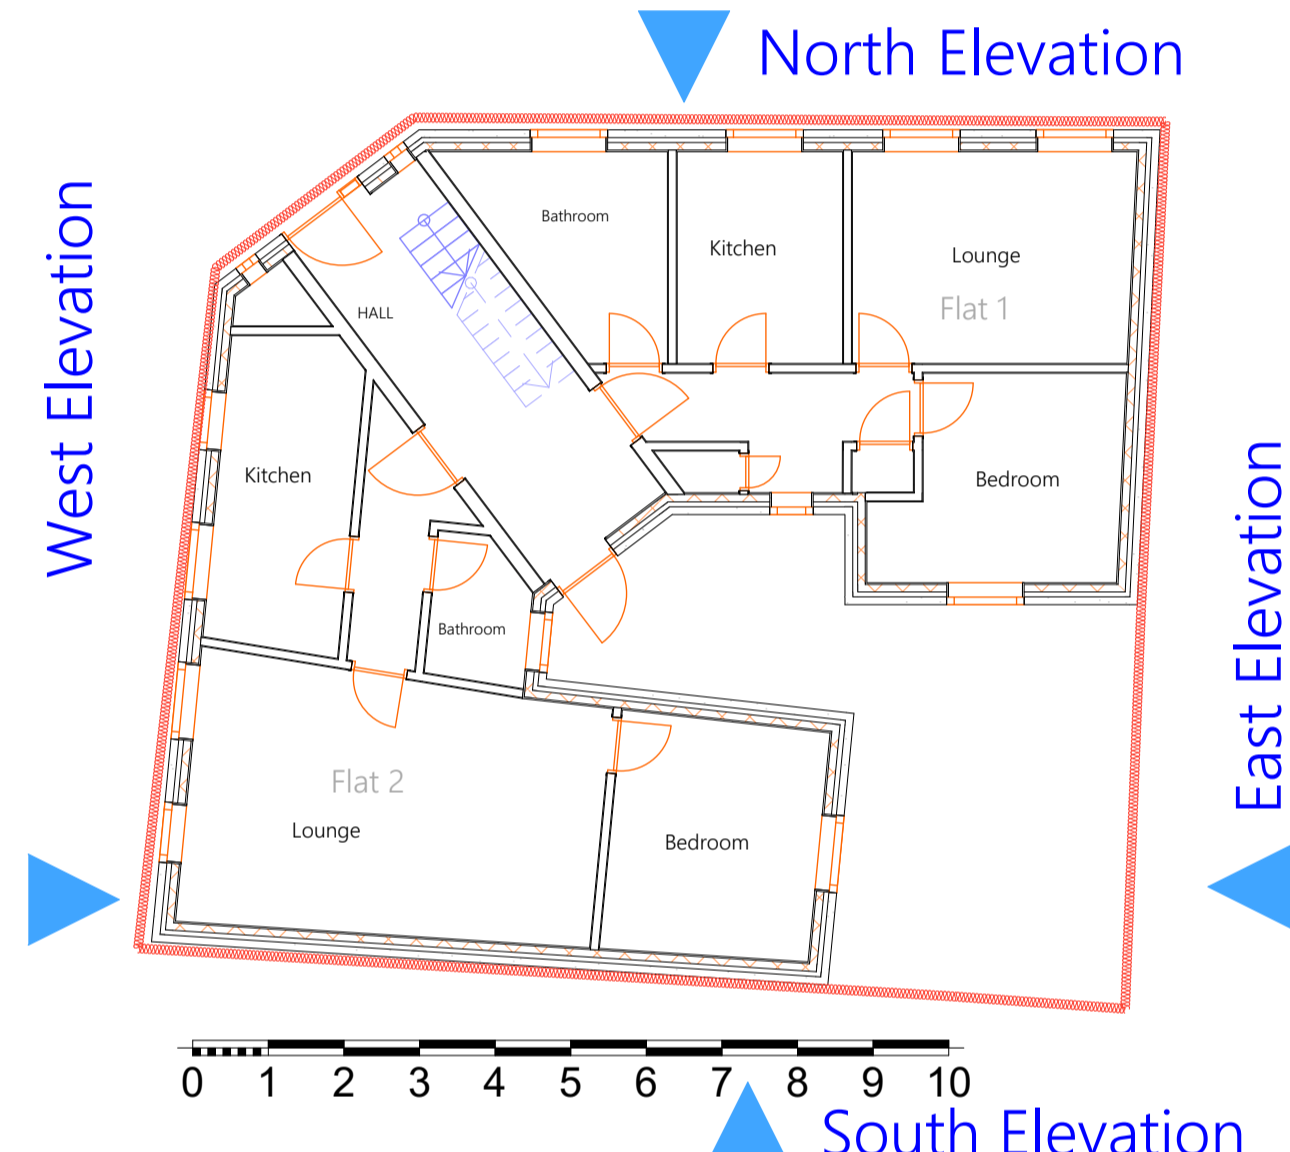 North Elevation
West Elevation
Bathroom
Kitchen
Lounge
Flat 1
HALL
Kitchen
Bedroom
East Elevation
Bathroom
Flat 2
Lounge
Bedroom
0 1 2 3 4 5 6 7 8 9 10
South Elevation